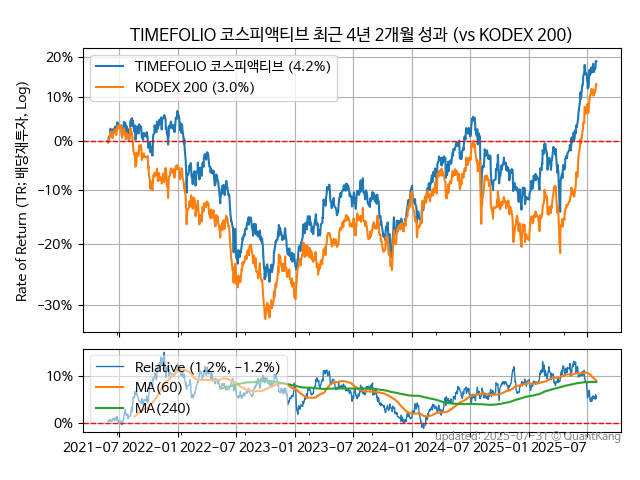 TIMEFOLIO 코스피액티브 최근 4년 2개월 성과 (vs KODEX 200)
Rate of Return (TR: 배당재투자, Log)
20%
10%
0%
−10%
−20%
−30%
TIMEFOLIO 코스피액티브 (4.2%)
KODEX 200 (3.0%)
10%
0%
Relative (1.2%, −1.2%)
MA(60)
MA(240)
2021-07 2022-01 2022-07 2023-01 2023-07 2024-01 2024-07 2025-01 2025-07
updated: 2025-07-31 © QuantKang